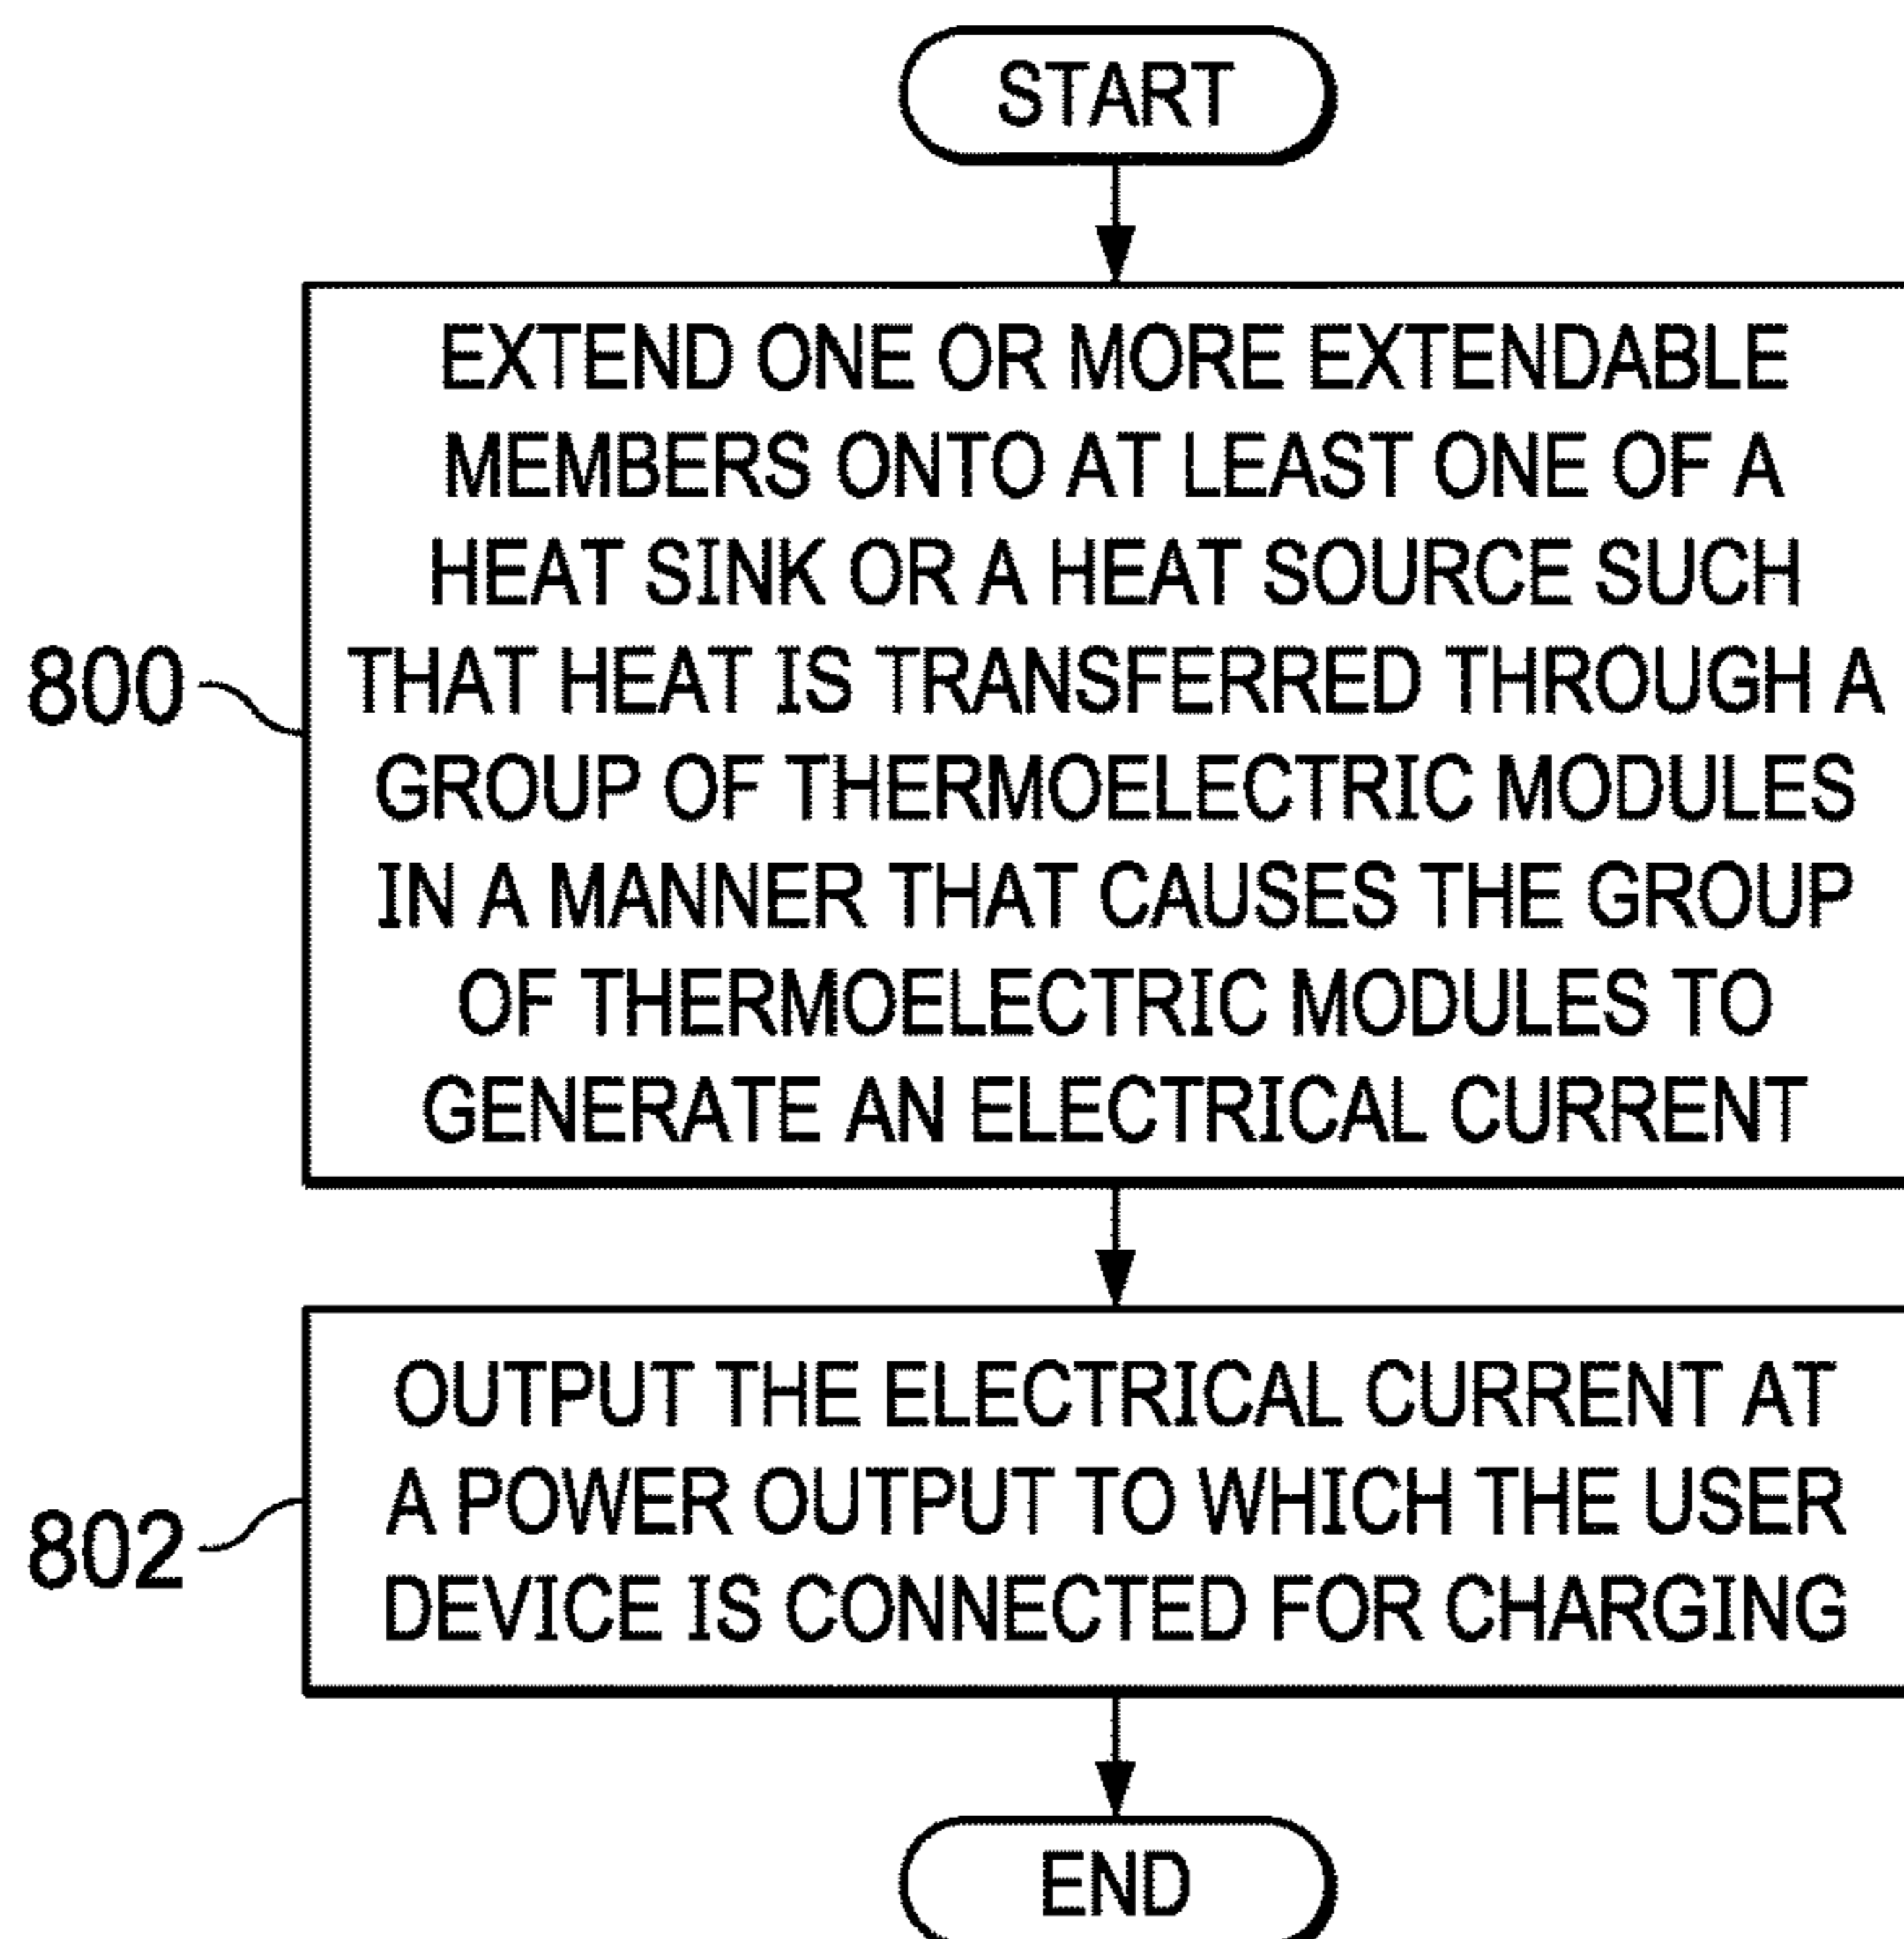 START
EXTEND ONE OR MORE EXTENDABLE
MEMBERS ONTO AT LEAST ONE OF A
HEAT SINK OR A HEAT SOURCE SUCH
THAT HEAT IS TRANSFERRED THROUGH A
GROUP OF THERMOELECTRIC MODULES
IN A MANNER THAT CAUSES THE GROUP
OF THERMOELECTRIC MODULES TO
GENERATE AN ELECTRICAL CURRENT
800
OUTPUT THE ELECTRICAL CURRENT AT
A POWER OUTPUT TO WHICH THE USER
DEVICE IS CONNECTED FOR CHARGING
802
END